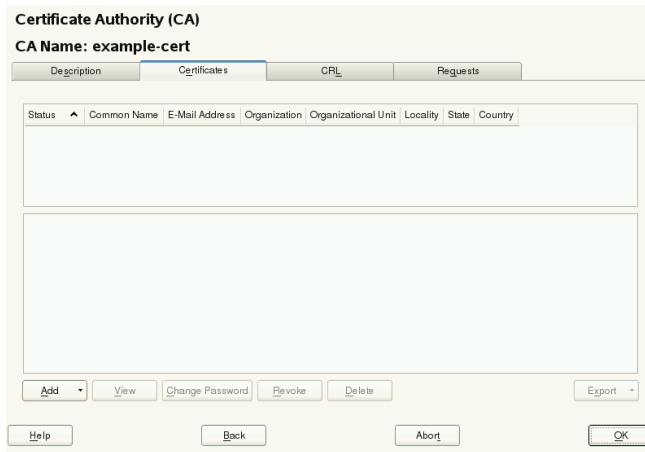 Certificate Authority (CA)
CA Name: example-cert
Description Certificates CRL Requests
Status Common Name E-Mail Address Organization Organizational Unit Locality State Country
Add View Change Password Revoke Delete Export
Help Back Abort OK